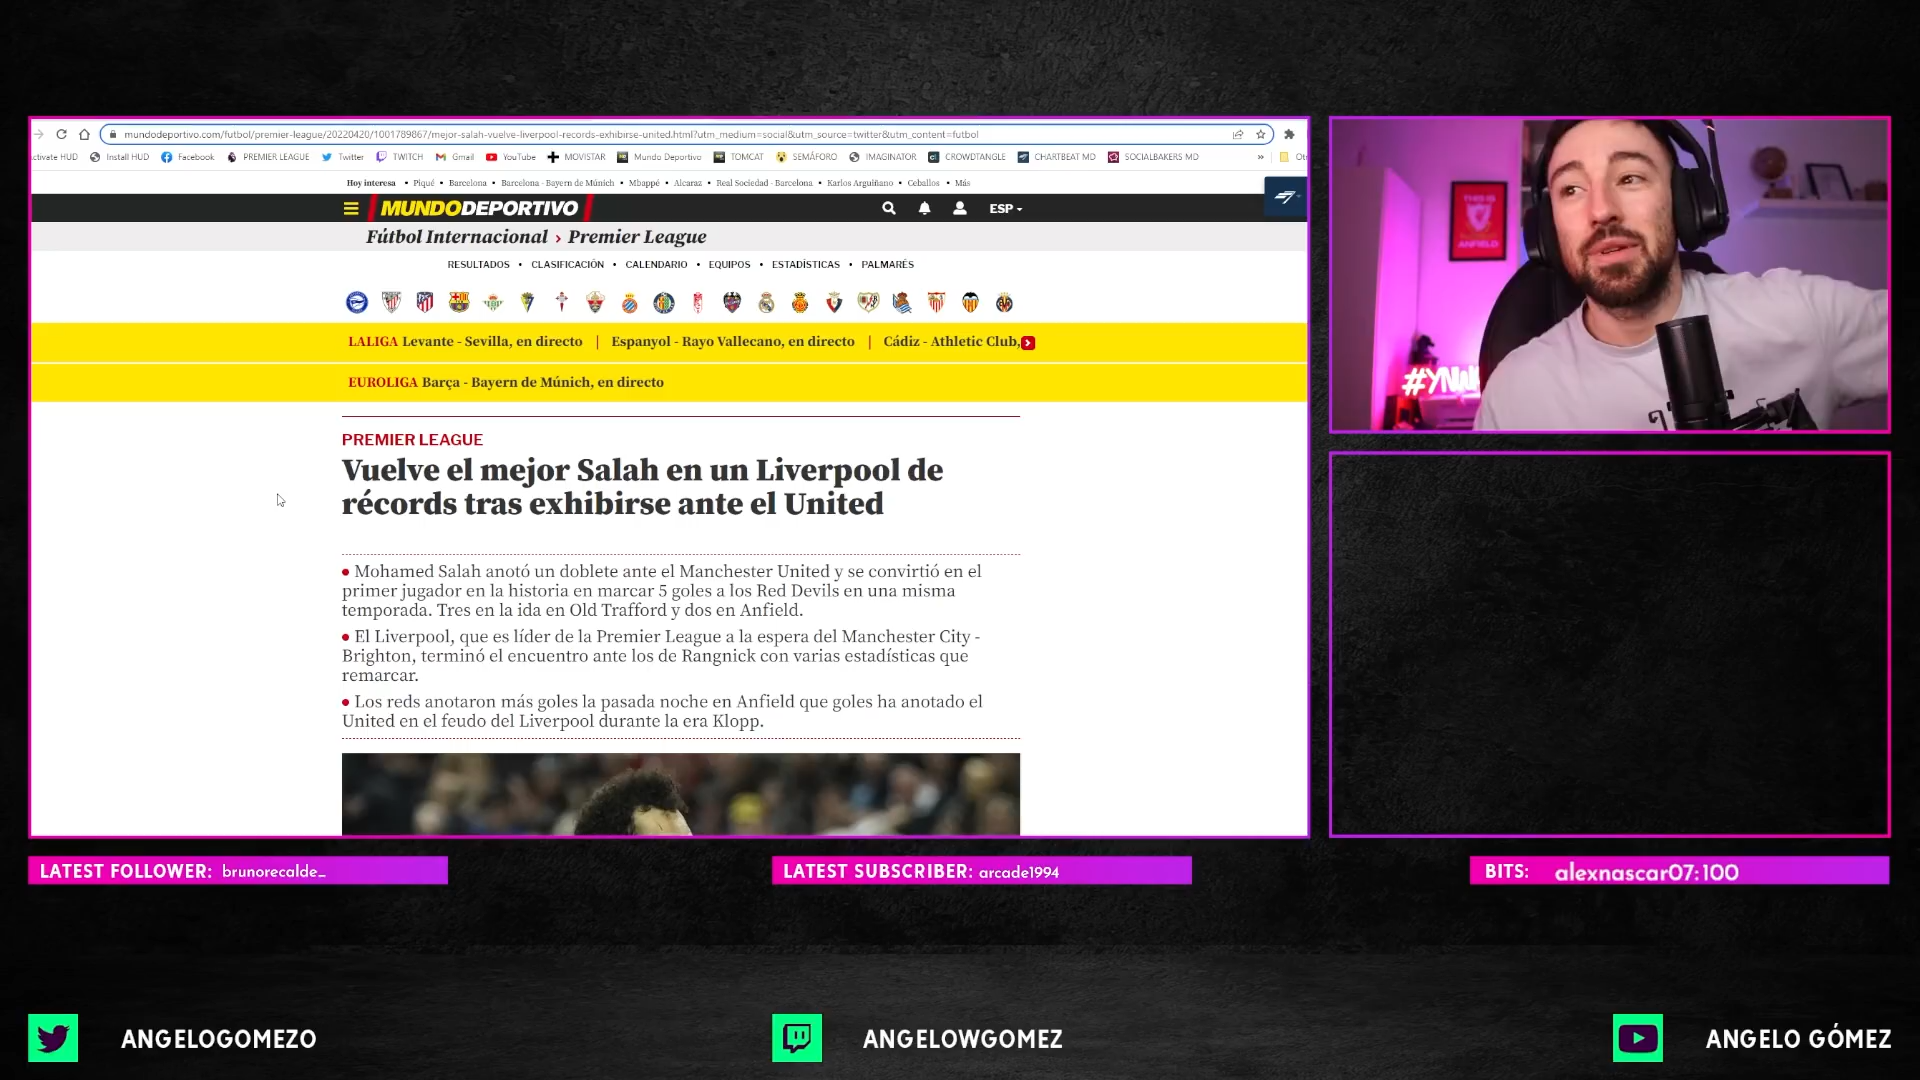 mundodeportivo.com/futbol/premier-league/20220420/1001789867/mejor-salah-vuelve-liverpool-records-exhibirse-united.html?utm_medium=social&utm_source=twitter&utm_content=futbol
ctivate HUD Install HUD Facebook PREMIER LEAGUE Twitter TWITCH Gmail YouTube MOVISTAR Mundo Deportivo TOMCAT SEMÁFORO IMAGINATOR CROWDTANGLE CHARTBEAT MD SOCIALBAKERS MD » Ot
Hoy interesa • Piqué • Barcelona • Barcelona - Bayern de Múnich • Mbappé • Alcaraz • Real Sociedad - Barcelona • Karlos Arguiñano • Ceballos • Más
MUNDODEPORTIVO ESP
Fútbol Internacional › Premier League
RESULTADOS • CLASIFICACIÓN • CALENDARIO • EQUIPOS • ESTADÍSTICAS • PALMARÉS
LALIGA Levante - Sevilla, en directo | Espanyol - Rayo Vallecano, en directo | Cádiz - Athletic Club,
EUROLIGA Barça - Bayern de Múnich, en directo
PREMIER LEAGUE
Vuelve el mejor Salah en un Liverpool de
récords tras exhibirse ante el United
• Mohamed Salah anotó un doblete ante el Manchester United y se convirtió en el
primer jugador en la historia en marcar 5 goles a los Red Devils en una misma
temporada. Tres en la ida en Old Trafford y dos en Anfield.
• El Liverpool, que es líder de la Premier League a la espera del Manchester City -
Brighton, terminó el encuentro ante los de Rangnick con varias estadísticas que
remarcar.
• Los reds anotaron más goles la pasada noche en Anfield que goles ha anotado el
United en el feudo del Liverpool durante la era Klopp.
THIS IS
ANFIELD
#YNW
LATEST FOLLOWER: brunorecalde_
LATEST SUBSCRIBER: arcade1994
BITS: alexnascar07: 100
ANGELOGOMEZO
ANGELOWGOMEZ
ANGELO GÓMEZ